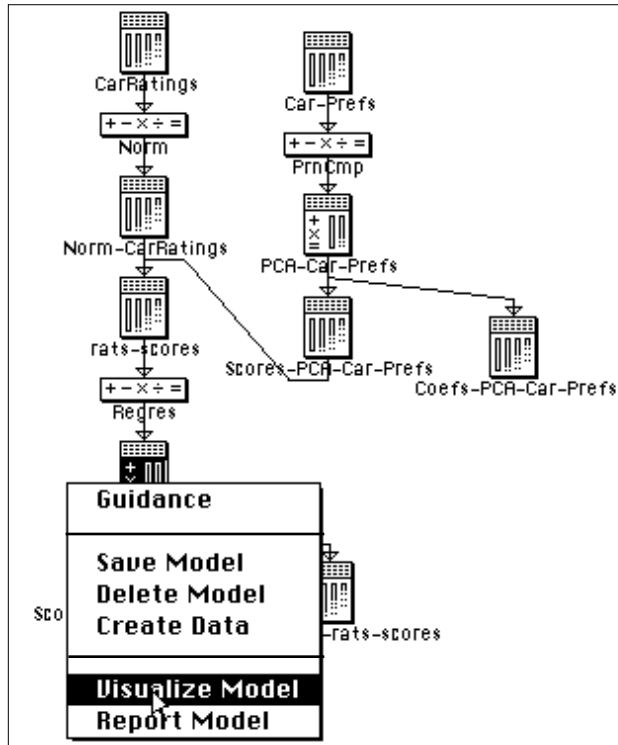 CarRatings
Car-Prefs
+ - × ÷ =
Norm
+ - × ÷ =
PrnCmp
Norm-CarRatings
+
×
=
PCA-Car-Prefs
rats-scores
Scores-PCA-Car-Prefs
Coefs-PCA-Car-Prefs
+ - × ÷ =
Regres
+
Guidance
Save Model
Delete Model
Create Data
Sco
-rats-scores
Visualize Model
Report Model